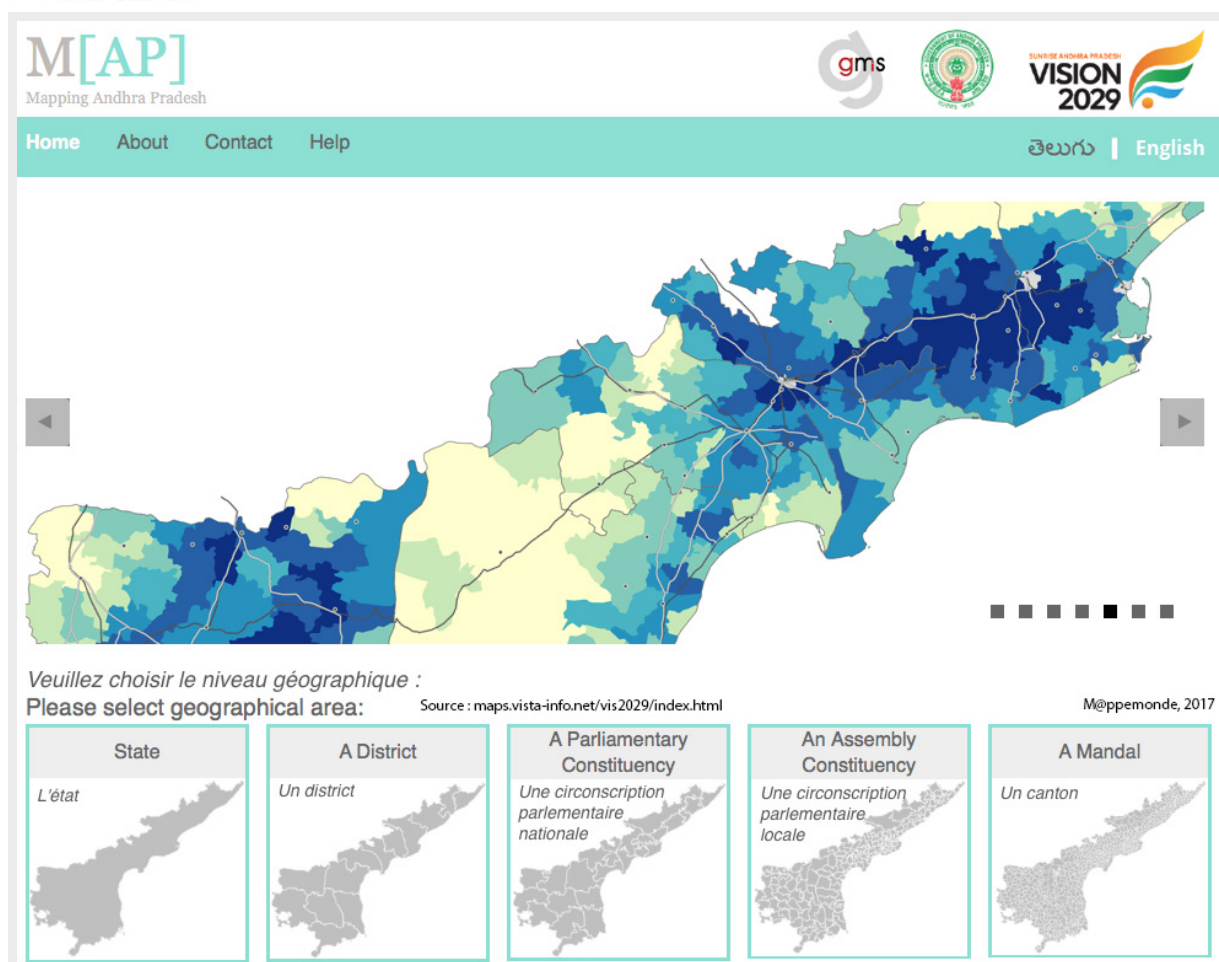 M[AP]
Mapping Andhra Pradesh
gms
SUNRISE ANDHRA PRADESH
VISION
2029
Home About Contact Help
తెలుగు | English
Veuillez choisir le niveau géographique :
Please select geographical area:
Source : maps.vista-info.net/vis2029/index.html
M@ppemonde, 2017
State
L'état
A District
Un district
A Parliamentary
Constituency
Une circonscription
parlementaire
nationale
An Assembly
Constituency
Une circonscription
parlementaire
locale
A Mandal
Un canton